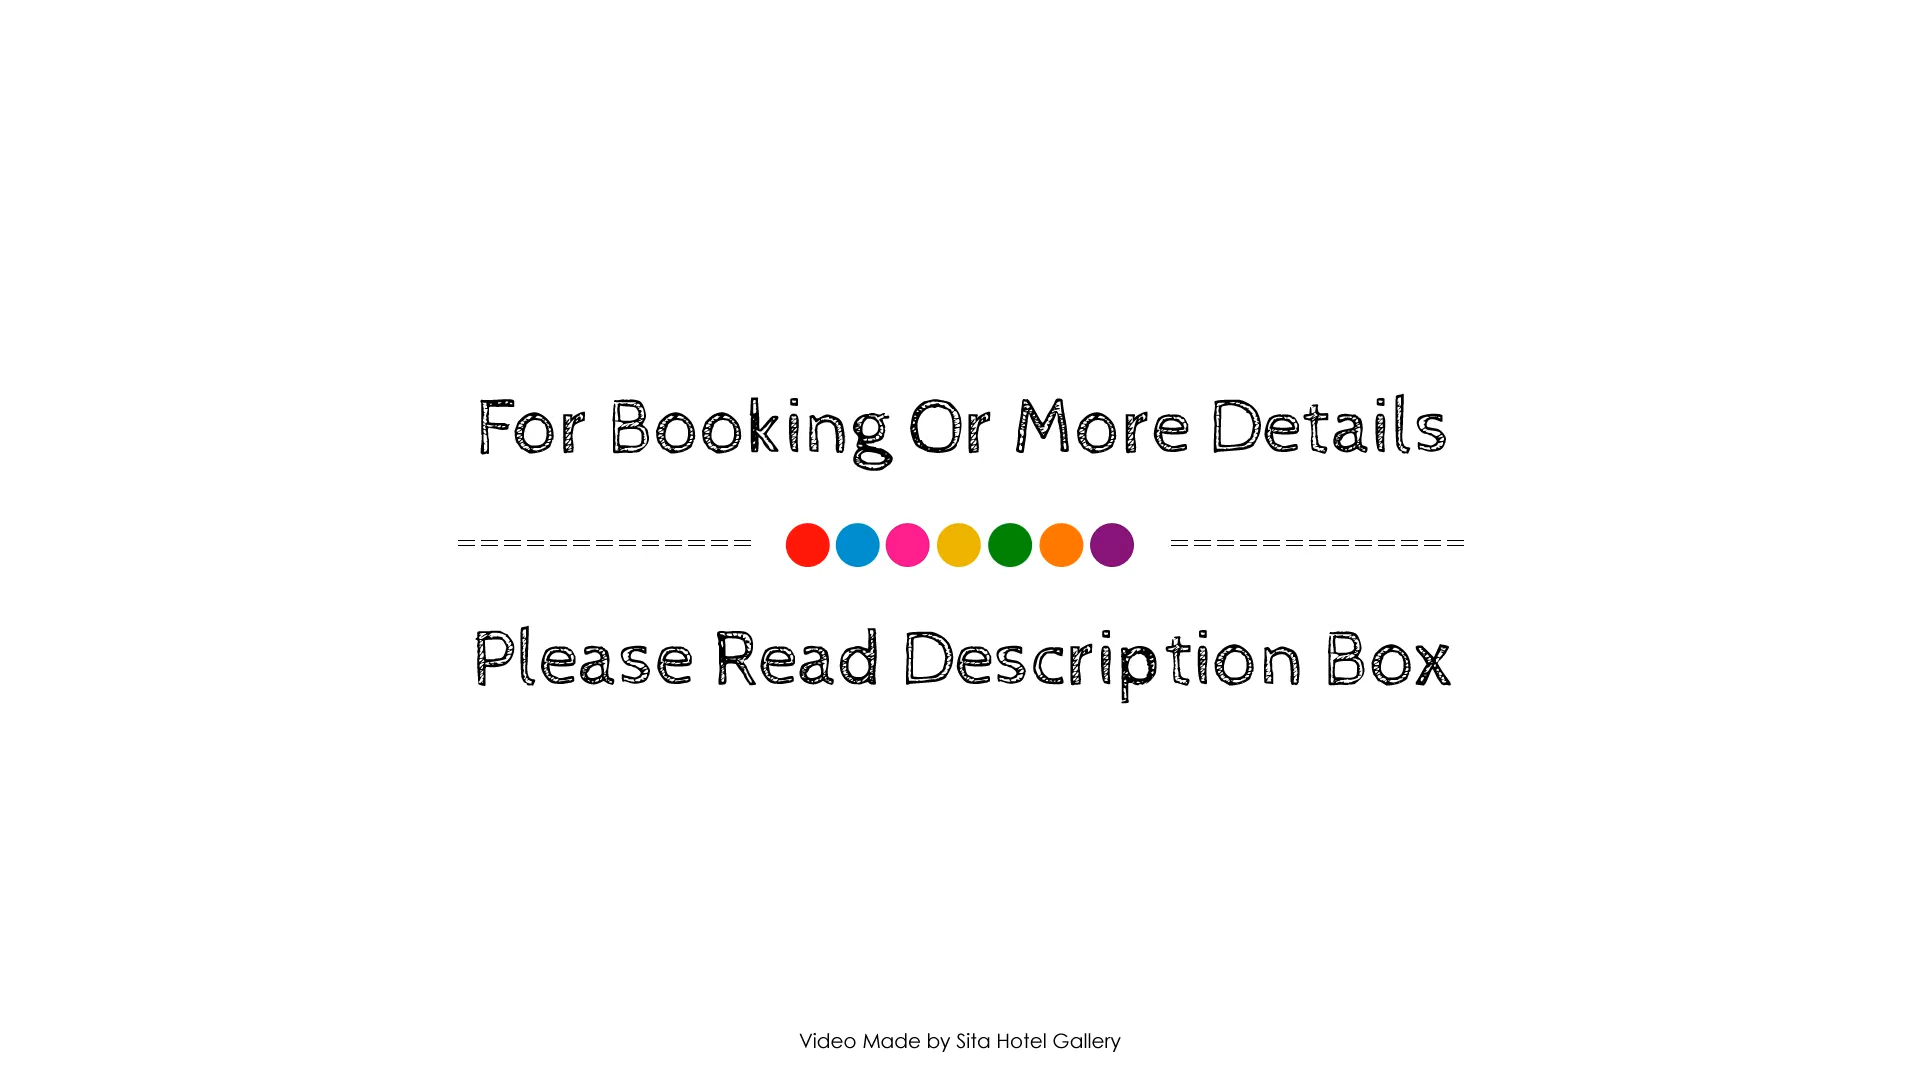 For Booking Or More Details
============= =============
Please Read Description Box
Video Made by Sita Hotel Gallery